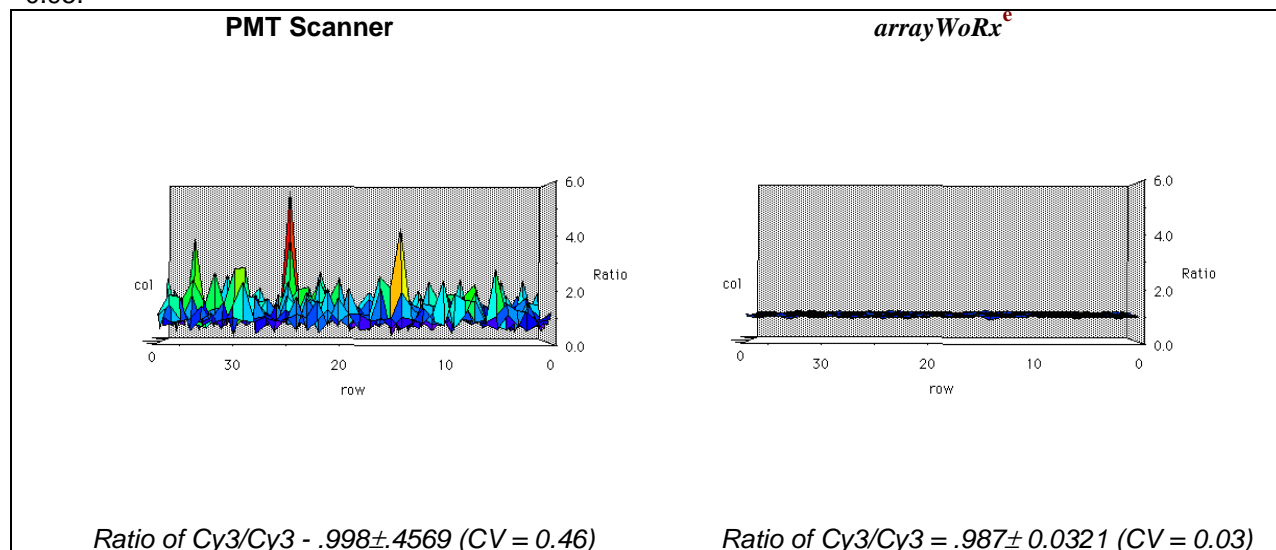 PMT Scanner
arrayWoRx^e
6.0
4.0
Ratio
col
2.0
0.0
0 30 20 10 0
row
6.0
4.0
Ratio
col
2.0
0.0
0 30 20 10 0
row
Ratio of Cy3/Cy3 - .998±.4569 (CV = 0.46)
Ratio of Cy3/Cy3 = .987± 0.0321 (CV = 0.03)